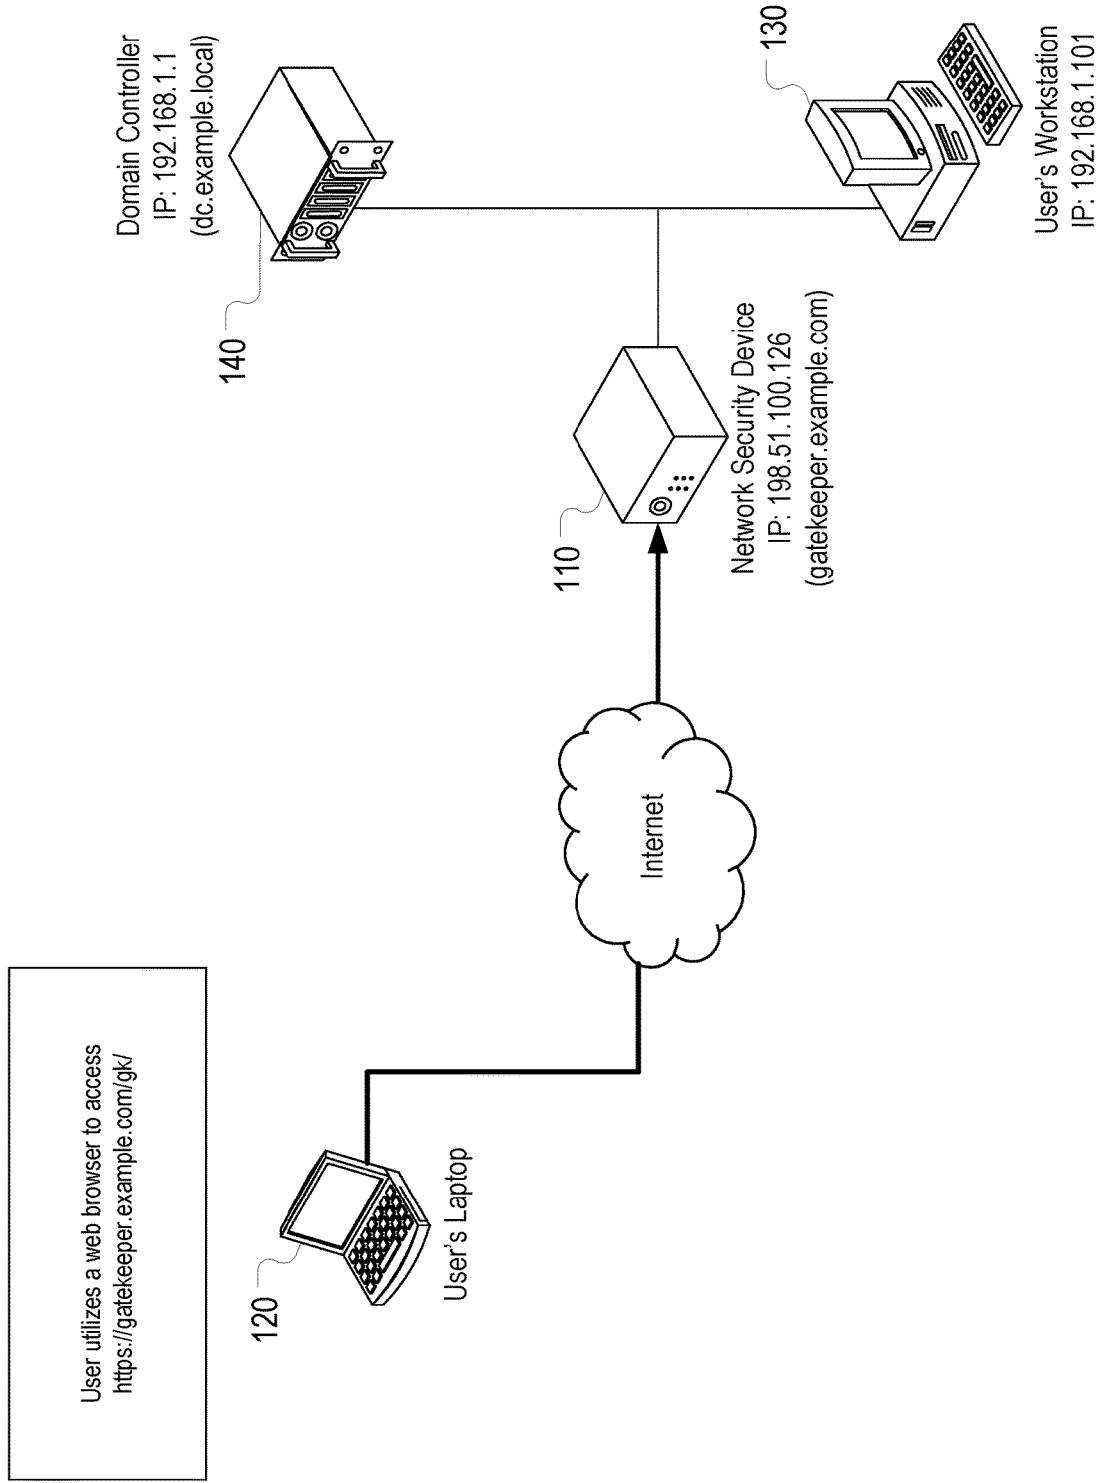 User utilizes a web browser to access
https://gatekeeper.example.com/gk/
120
User's Laptop
Internet
110
Network Security Device
IP: 198.51.100.126
(gatekeeper.example.com)
140
Domain Controller
IP: 192.168.1.1
(dc.example.local)
130
User's Workstation
IP: 192.168.1.101